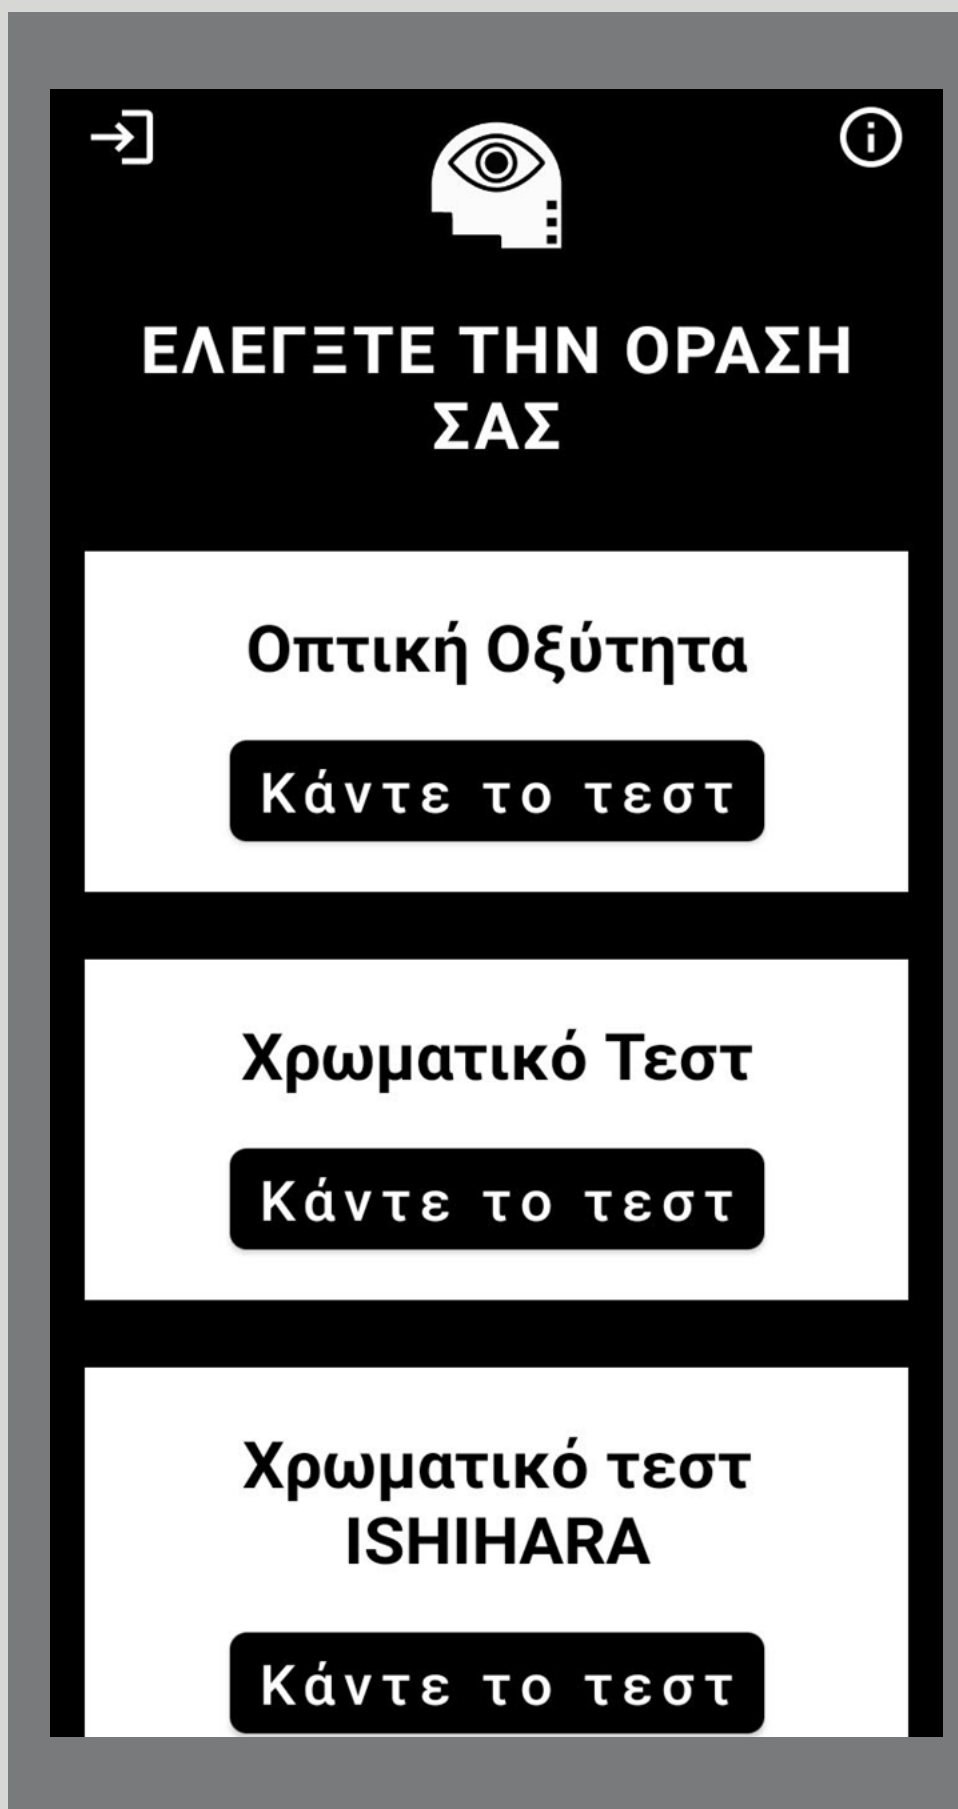 ΕΛΕΓΞΤΕ ΤΗΝ ΟΡΑΣΗ
ΣΑΣ
Οπτική Οξύτητα
Κάντε το τεστ
Χρωματικό Τεστ
Κάντε το τεστ
Χρωματικό τεστ
ISHIHARA
Κάντε το τεστ